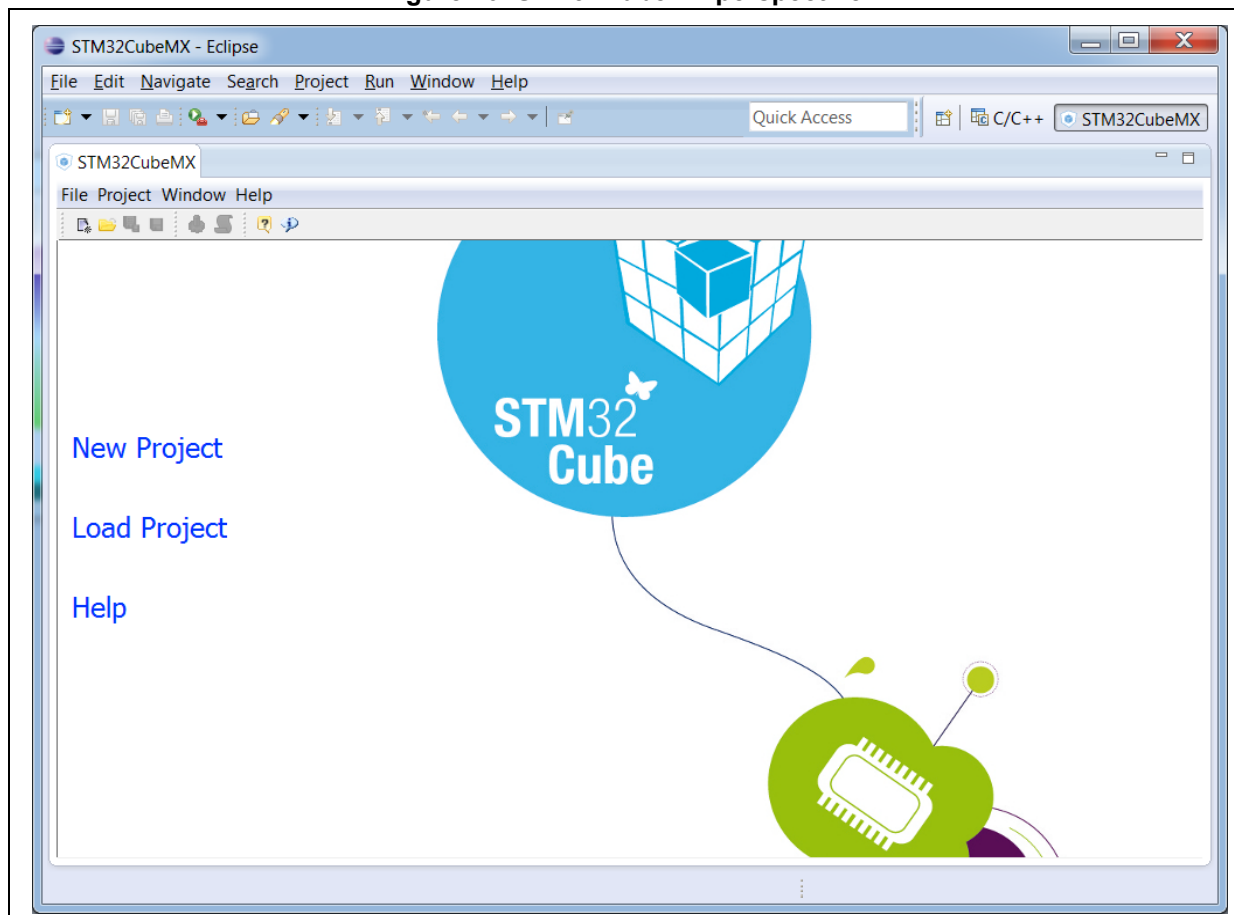 STM32CubeMX - Eclipse
File Edit Navigate Search Project Run Window Help
Quick Access C/C++ STM32CubeMX
STM32CubeMX
File Project Window Help
STM32
Cube
New Project
Load Project
Help